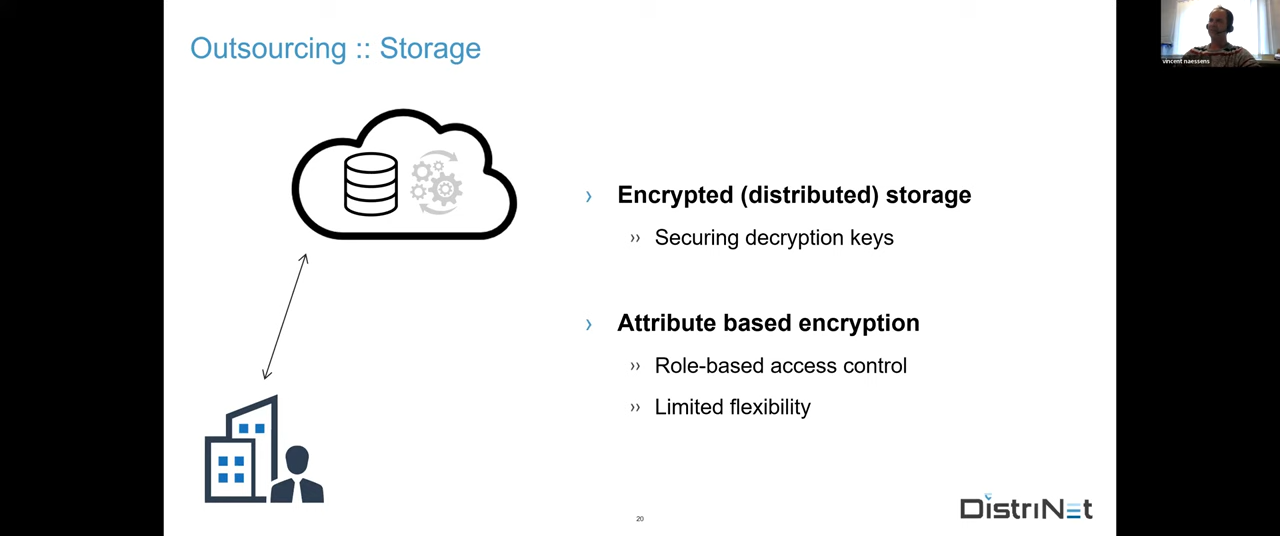 Outsourcing :: Storage
vincent naessens
› Encrypted (distributed) storage
›› Securing decryption keys
› Attribute based encryption
›› Role-based access control
›› Limited flexibility
20
DistriNet